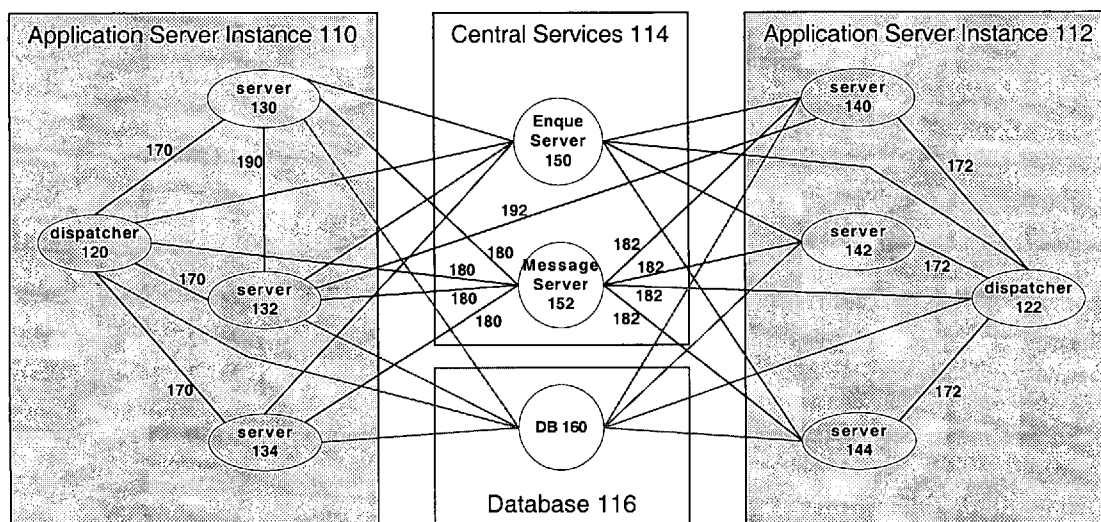 Application Server Instance 110
Central Services 114
Application Server Instance 112
server
130
Enque
Server
150
server
140
170
190
172
192
dispatcher
120
180
180
182
182
server
142
170
180
Message
Server
152
182
172
dispatcher
122
server
132
180
182
170
172
server
134
DB 160
server
144
Database 116